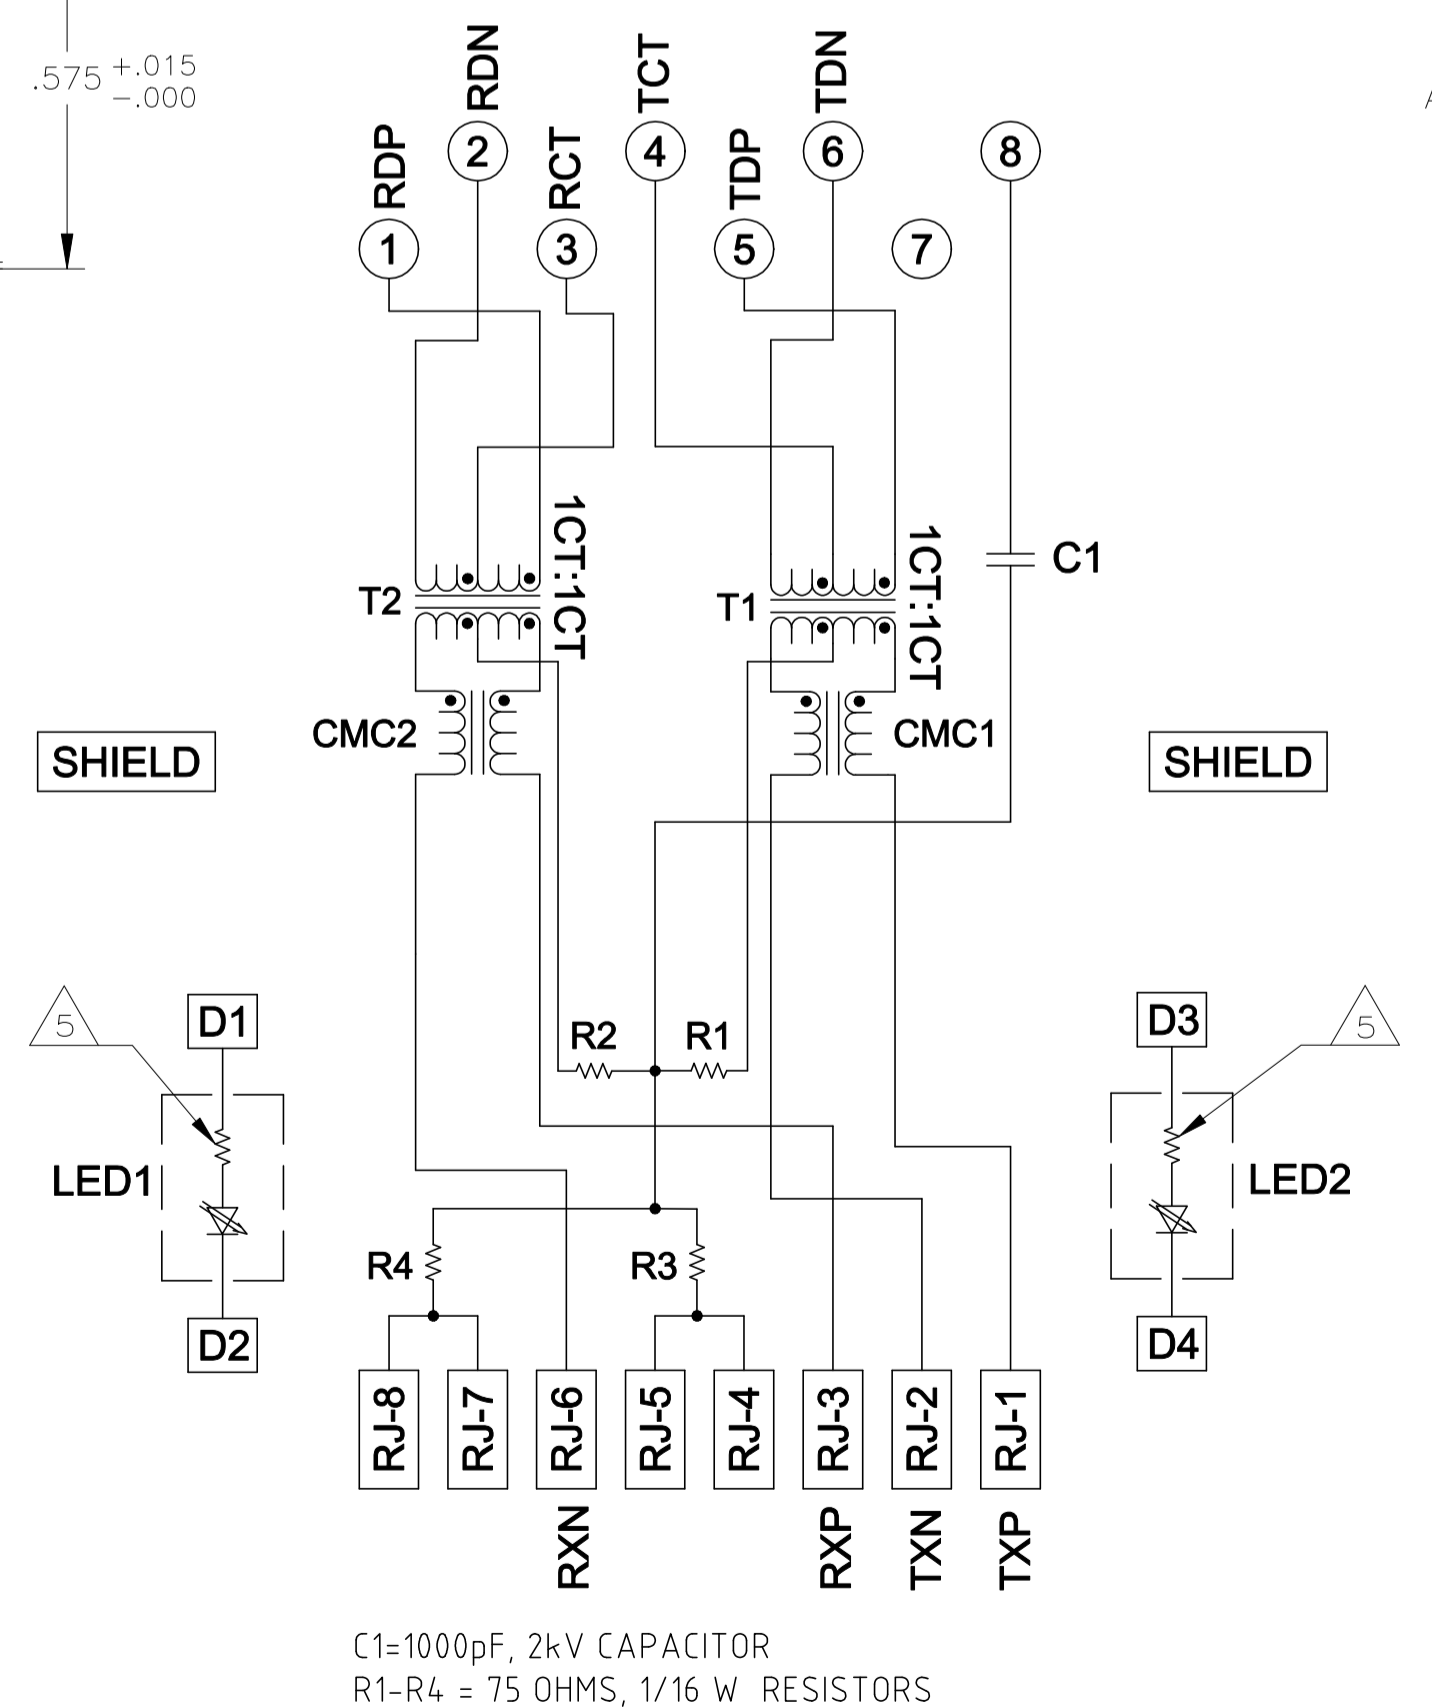 .575 +.015
-.000
RDN
TCT
TDN
RDP
RCT
TDP
2
4
6
8
1
3
5
7
1CT:1CT
1CT:1CT
C1
T2
T1
CMC2
CMC1
SHIELD
SHIELD
5
D1
R2
R1
D3
5
LED1
LED2
R4
R3
D2
D4
RJ-8
RJ-7
RJ-6
RJ-5
RJ-4
RJ-3
RJ-2
RJ-1
RXN
RXP
TXN
TXP
C1=1000pF, 2kV CAPACITOR
R1-R4 = 75 OHMS, 1/16 W RESISTORS